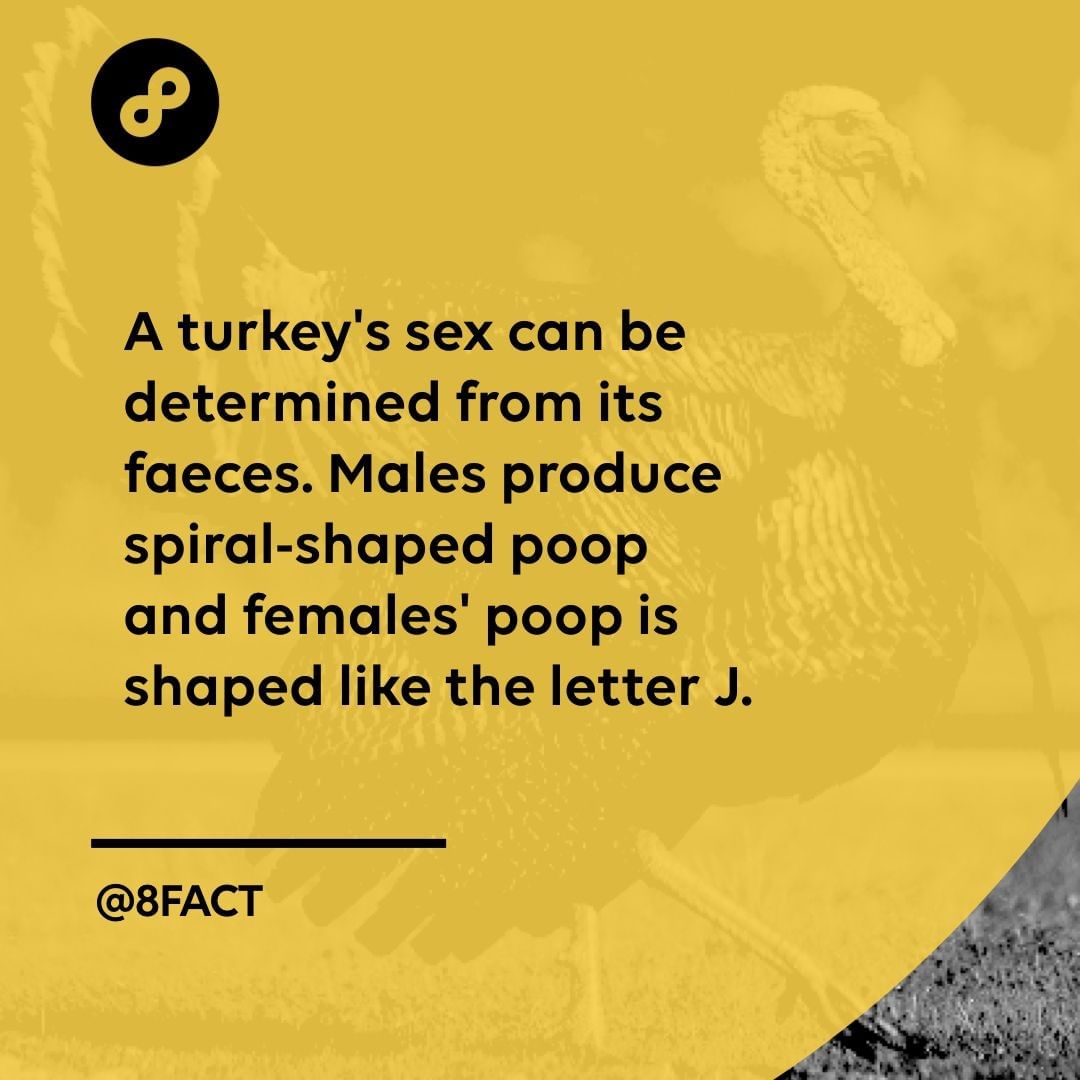 A turkey's sex can be
determined from its
faeces. Males produce
spiral-shaped poop
and females' poop is
shaped like the letter J.
@8FACT